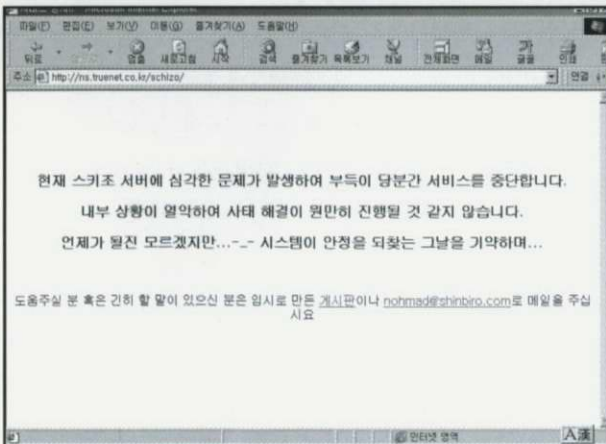 파일(F) 편집(E) 보기(V) 이동(G) 즐겨찾기(A) 도움말(H)
뒤로 멈춤 새로고침 시작 검색 즐겨찾기 목록보기 채널 전체화면 메일 글꼴 인쇄
주소 http://ns.truenet.co.kr/schizo/ 연결
현재 스키조 서버에 심각한 문제가 발생하여 부득이 당분간 서비스를 중단합니다.
내부 상황이 열악하여 사태 해결이 원만히 진행될 것 같지 않습니다.
언제가 될진 모르겠지만...-_- 시스템이 안정을 되찾는 그날을 기약하며...
도움주실 분 혹은 긴히 할 말이 있으신 분은 임시로 만든 게시판이나 nohmad@shinbiro.com로 메일을 주십
시요
인터넷 영역
A漢